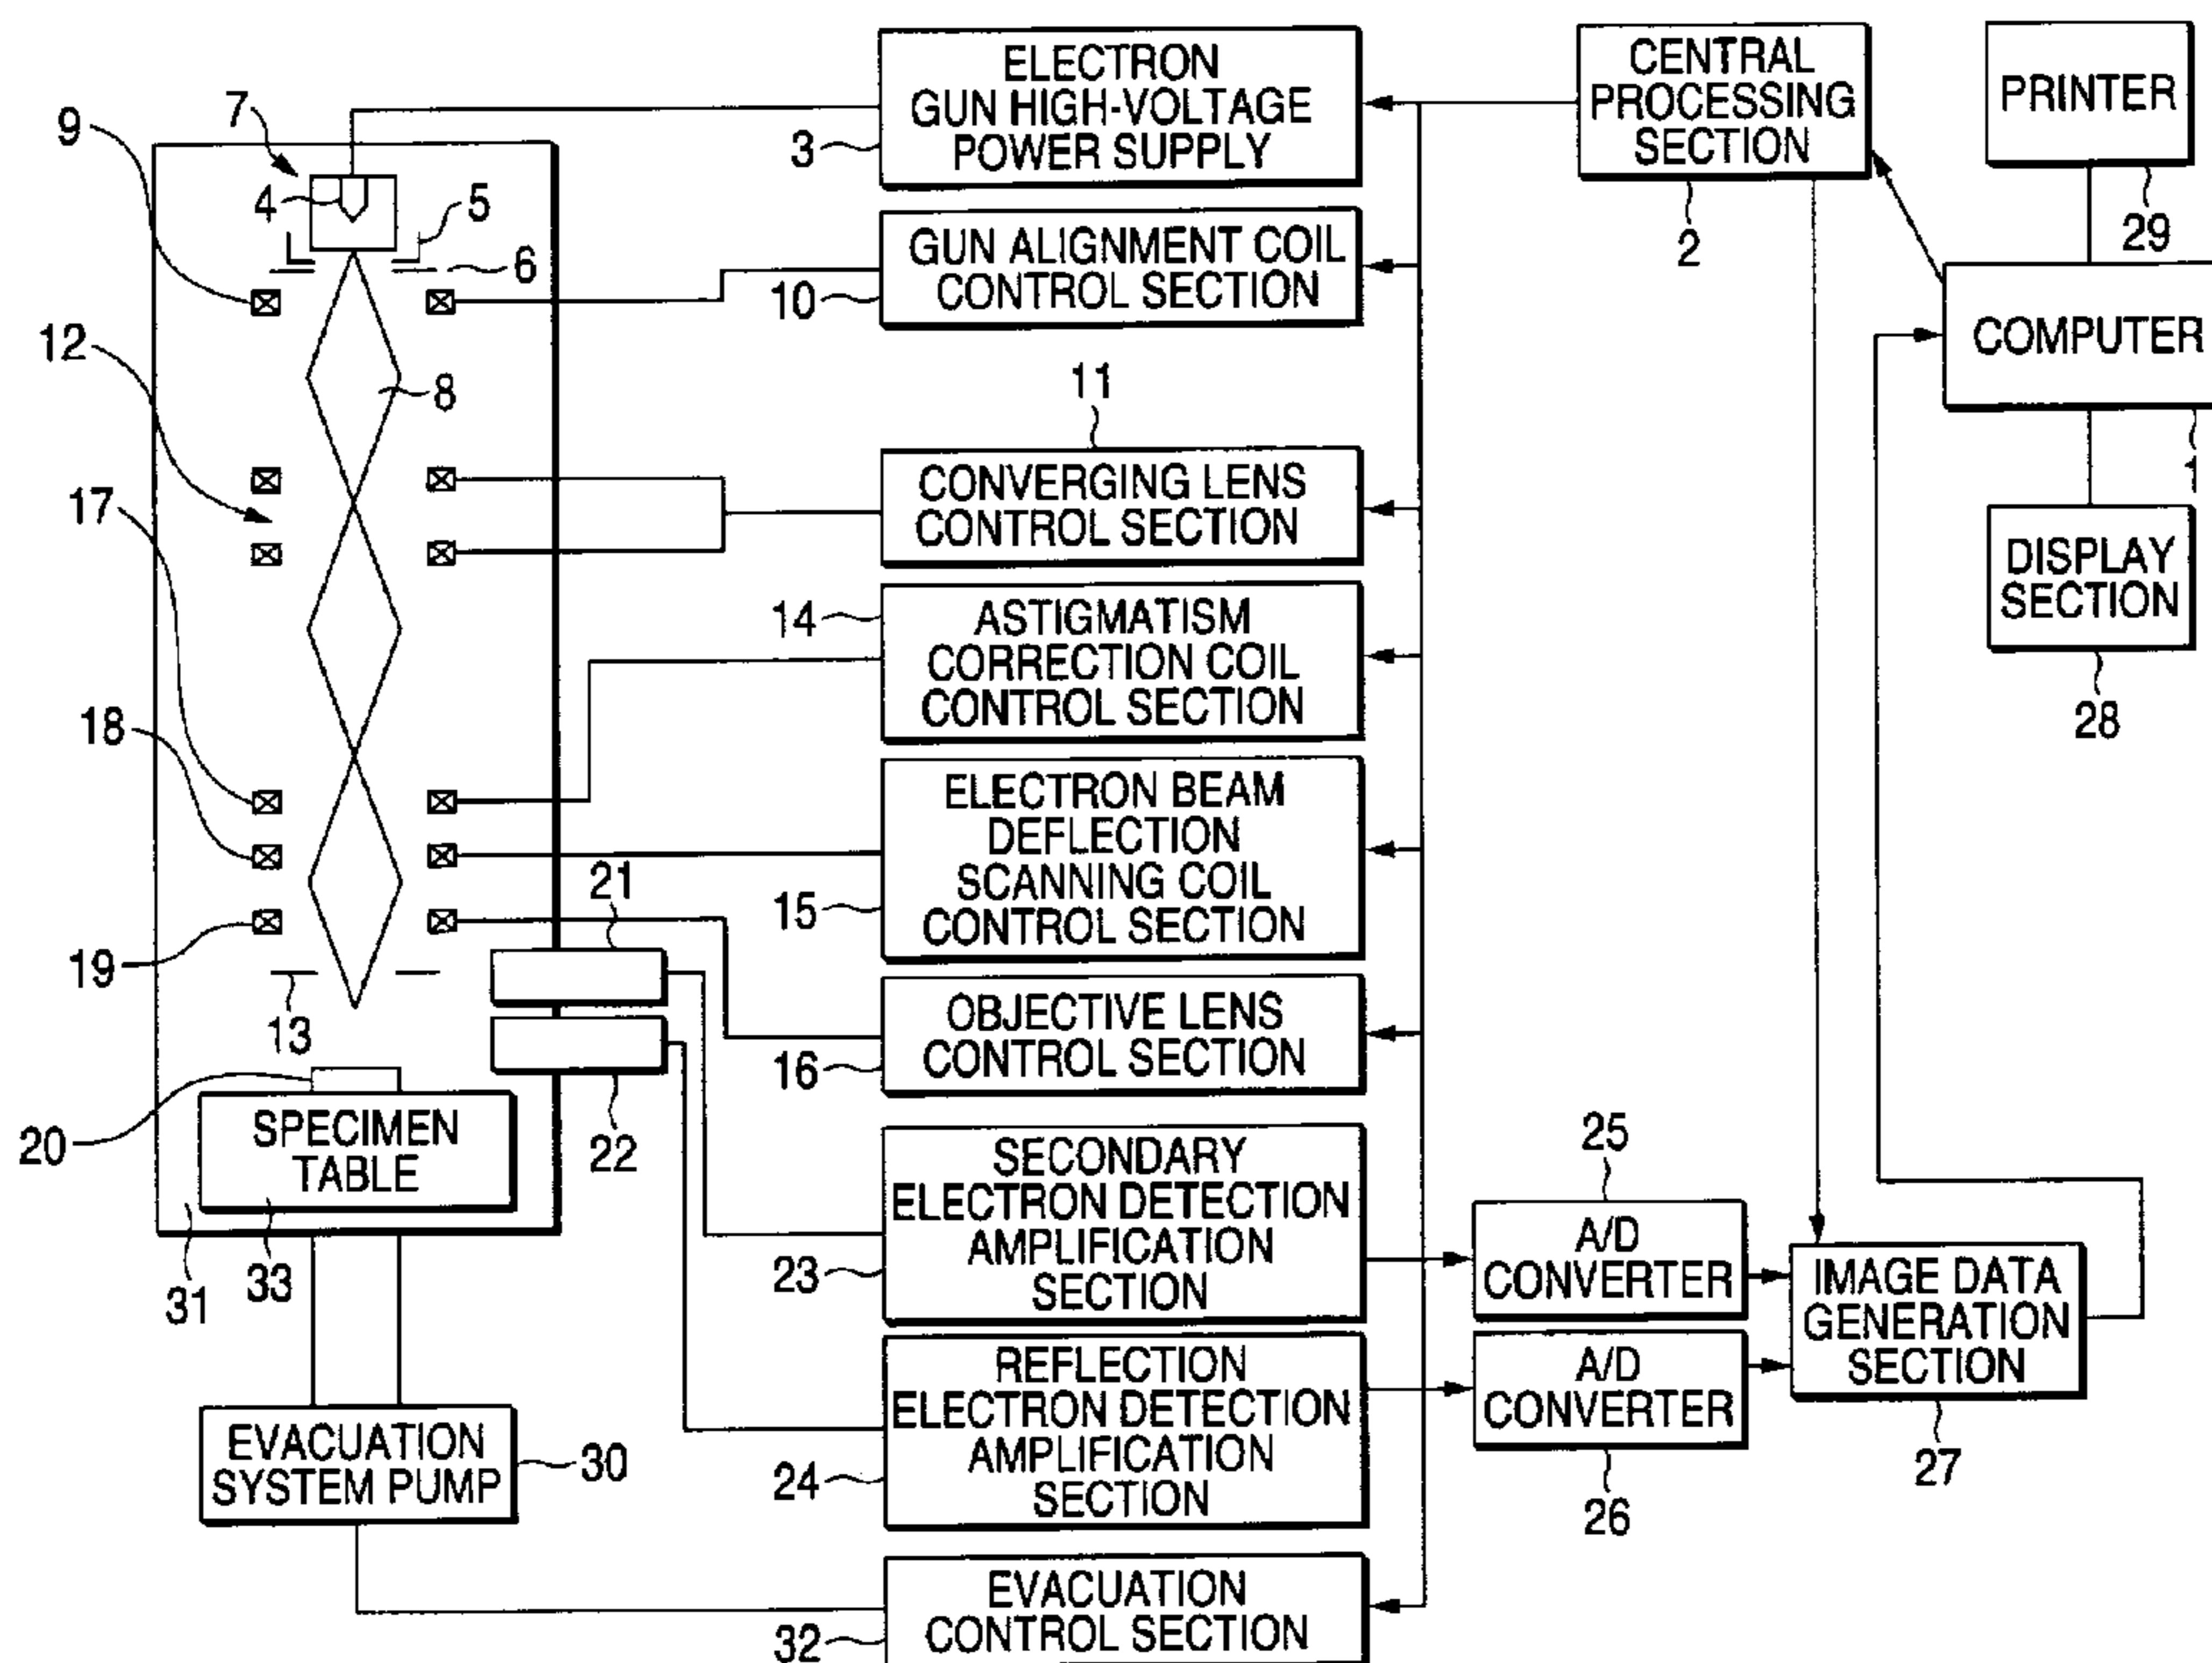 ELECTRON
GUN HIGH-VOLTAGE
POWER SUPPLY
3
CENTRAL
PROCESSING
SECTION
2
PRINTER
29
7
9
4
5
6
GUN ALIGNMENT COIL
CONTROL SECTION
10
COMPUTER
1
12
8
11
CONVERGING LENS
CONTROL SECTION
17
DISPLAY
SECTION
28
14
ASTIGMATISM
CORRECTION COIL
CONTROL SECTION
18
ELECTRON BEAM
DEFLECTION
SCANNING COIL
CONTROL SECTION
15
21
19
13
OBJECTIVE LENS
CONTROL SECTION
16
22
20
SPECIMEN
TABLE
31
33
SECONDARY
ELECTRON DETECTION
AMPLIFICATION
SECTION
23
25
A/D
CONVERTER
IMAGE DATA
GENERATION
SECTION
27
REFLECTION
ELECTRON DETECTION
AMPLIFICATION
SECTION
24
A/D
CONVERTER
26
EVACUATION
SYSTEM PUMP
30
EVACUATION
CONTROL SECTION
32